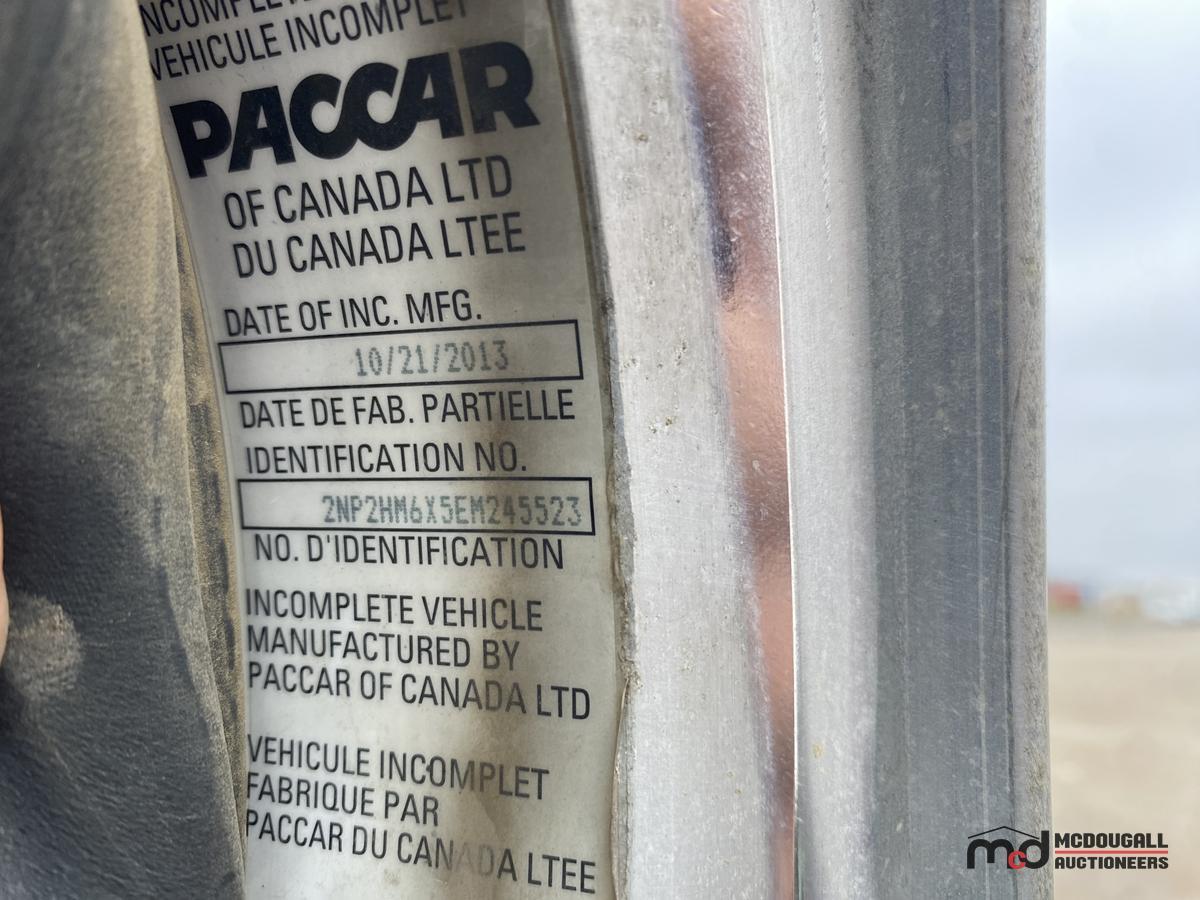 INCOMPLETE
VEHICULE INCOMPLET
PACCAR
OF CANADA LTD
DU CANADA LTEE
DATE OF INC. MFG.
10/21/2013
DATE DE FAB. PARTIELLE
IDENTIFICATION NO.
2NP2HM6X5EM245523
NO. D'IDENTIFICATION
INCOMPLETE VEHICLE
MANUFACTURED BY
PACCAR OF CANADA LTD
VEHICULE INCOMPLET
FABRIQUE PAR
PACCAR DU CANADA LTEE
mcd MCDOUGALL
AUCTIONEERS